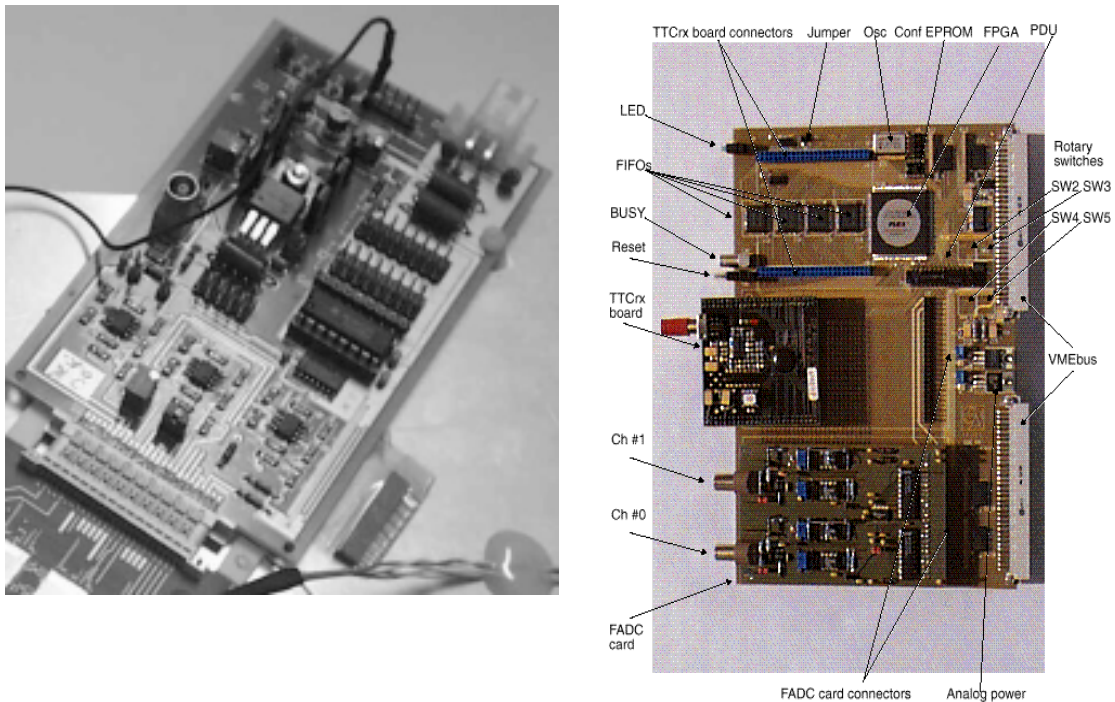 TTCrx board connectors Jumper Osc Conf EPROM FPGA PDU
LED
Rotary
switches
FIFOs
SW2 SW3
BUSY
SW4 SW5
Reset
TTCrx
board
VMEbus
Ch #1
Ch #0
FADC
card
FADC card connectors Analog power